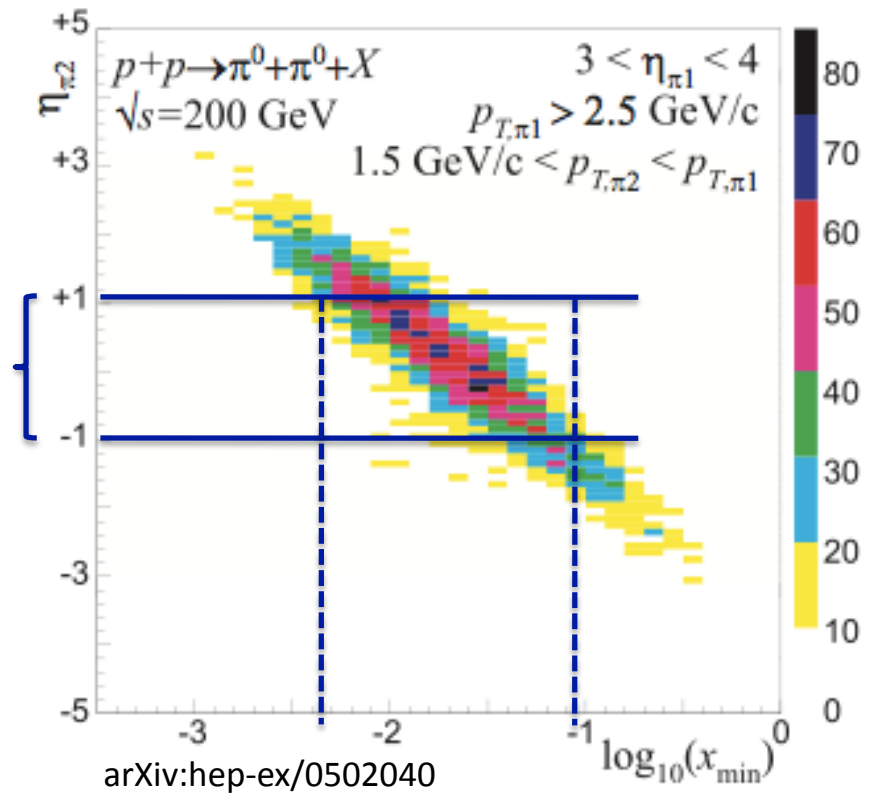 +5
+3
+1
-1
-3
-5
η_π2
p+p→π⁰+π⁰+X
√s=200 GeV
3 < η_π1 < 4
p_T,π1 > 2.5 GeV/c
1.5 GeV/c < p_T,π2 < p_T,π1
80
70
60
50
40
30
20
10
0
-3 -2 -1 0
log₁₀(x_min)
arXiv:hep-ex/0502040